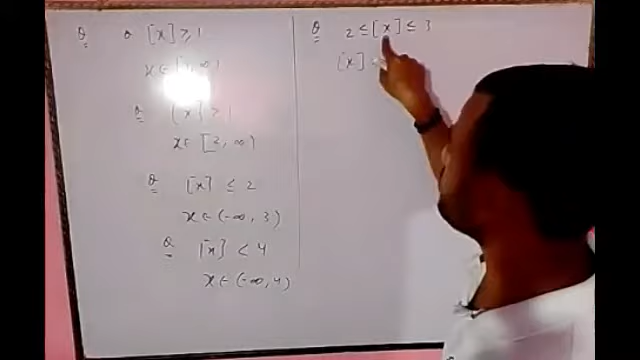 Q [x] ≥ 1
x ∈ [1, ∞)
Q [x] > 1
x ∈ [2, ∞)
Q [x] ≤ 2
x ∈ (-∞, 3)
Q [x] < 4
x ∈ (-∞, 4)
Q 2 ≤ [x] ≤ 3
[x] =